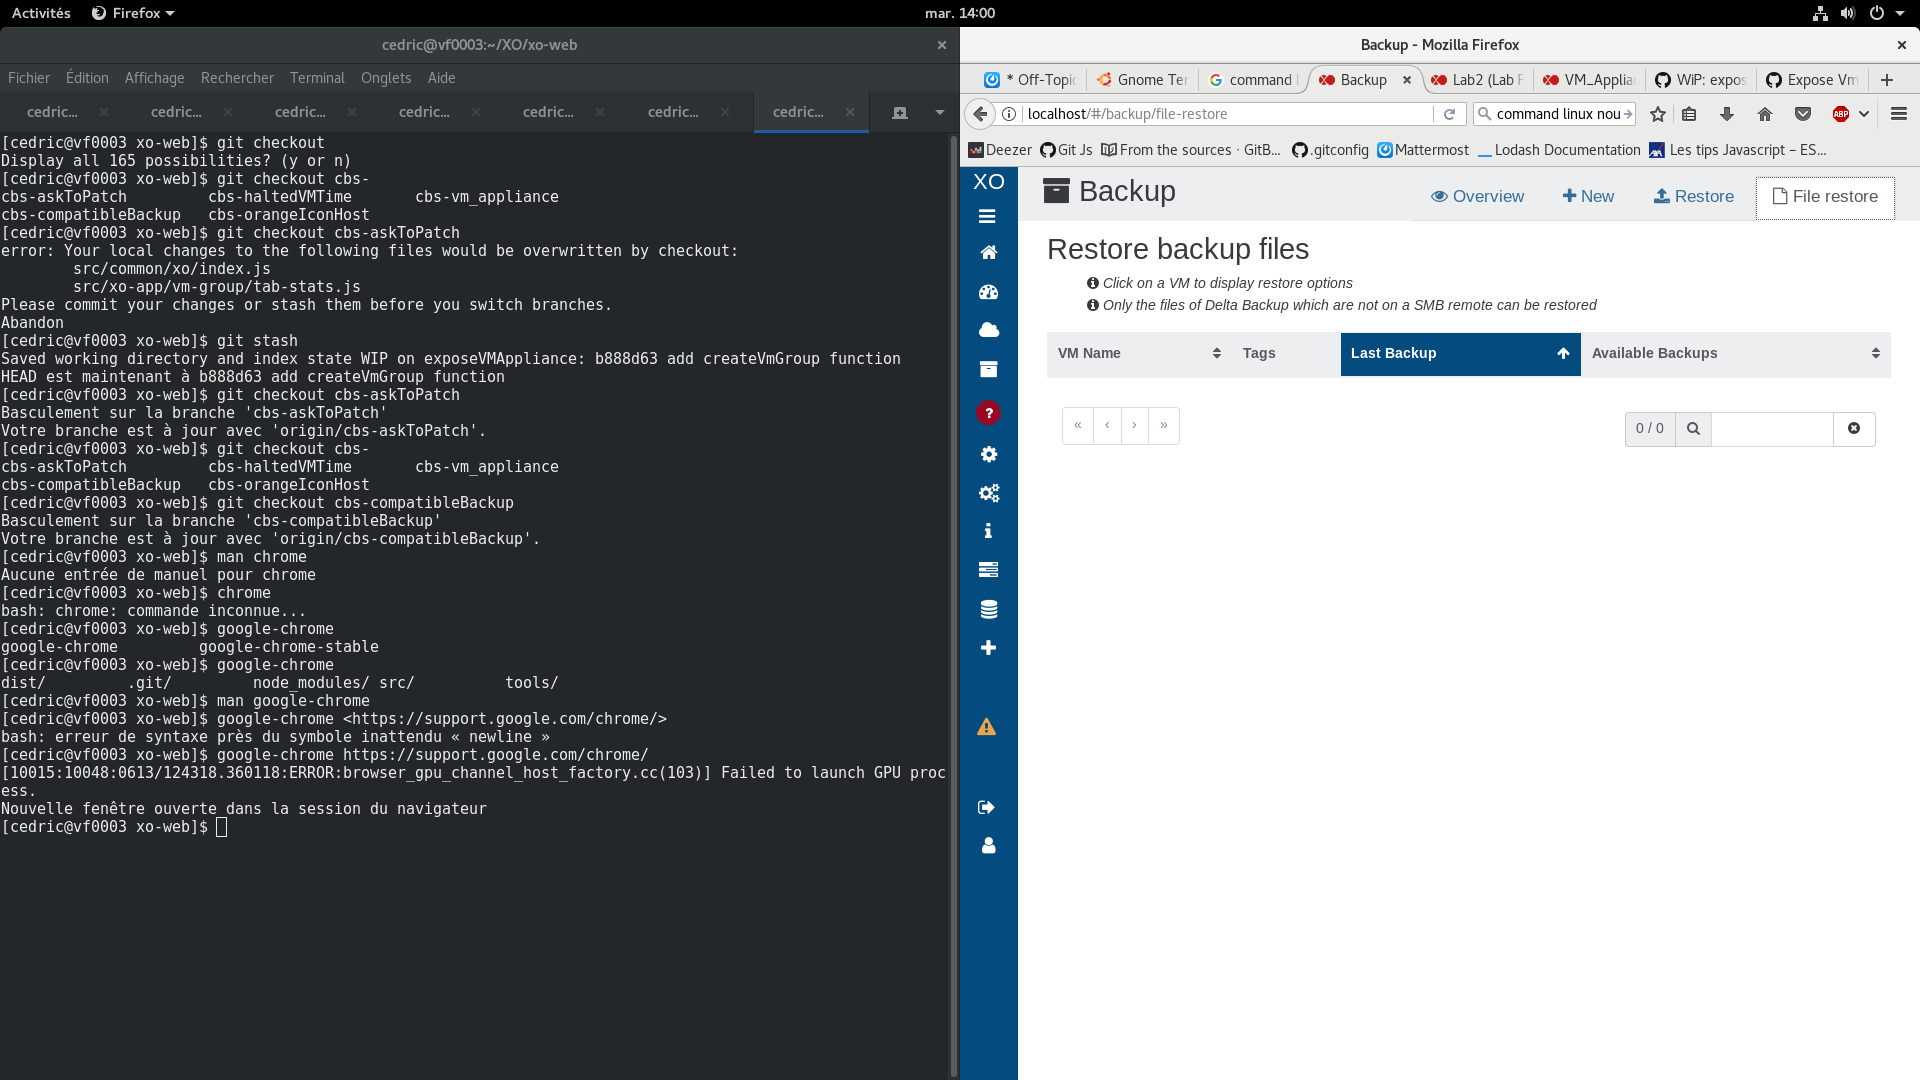 Activités Firefox mar. 14:00
cedric@vf0003:~/XO/xo-web
Fichier Édition Affichage Rechercher Terminal Onglets Aide
cedric... cedric... cedric... cedric... cedric... cedric... cedric...
[cedric@vf0003 xo-web]$ git checkout
Display all 165 possibilities? (y or n)
[cedric@vf0003 xo-web]$ git checkout cbs-
cbs-askToPatch cbs-haltedVMTime cbs-vm_appliance
cbs-compatibleBackup cbs-orangeIconHost
[cedric@vf0003 xo-web]$ git checkout cbs-askToPatch
error: Your local changes to the following files would be overwritten by checkout:
src/common/xo/index.js
src/xo-app/vm-group/tab-stats.js
Please commit your changes or stash them before you switch branches.
Abandon
[cedric@vf0003 xo-web]$ git stash
Saved working directory and index state WIP on exposeVMAppliance: b888d63 add createVmGroup function
HEAD est maintenant à b888d63 add createVmGroup function
[cedric@vf0003 xo-web]$ git checkout cbs-askToPatch
Basculement sur la branche 'cbs-askToPatch'
Votre branche est à jour avec 'origin/cbs-askToPatch'.
[cedric@vf0003 xo-web]$ git checkout cbs-
cbs-askToPatch cbs-haltedVMTime cbs-vm_appliance
cbs-compatibleBackup cbs-orangeIconHost
[cedric@vf0003 xo-web]$ git checkout cbs-compatibleBackup
Basculement sur la branche 'cbs-compatibleBackup'
Votre branche est à jour avec 'origin/cbs-compatibleBackup'.
[cedric@vf0003 xo-web]$ man chrome
Aucune entrée de manuel pour chrome
[cedric@vf0003 xo-web]$ chrome
bash: chrome: commande inconnue...
[cedric@vf0003 xo-web]$ google-chrome
google-chrome google-chrome-stable
[cedric@vf0003 xo-web]$ google-chrome
dist/ .git/ node_modules/ src/ tools/
[cedric@vf0003 xo-web]$ man google-chrome
[cedric@vf0003 xo-web]$ google-chrome <https://support.google.com/chrome/>
bash: erreur de syntaxe près du symbole inattendu « newline »
[cedric@vf0003 xo-web]$ google-chrome https://support.google.com/chrome/
[10015:10048:0613/124318.360118:ERROR:browser_gpu_channel_host_factory.cc(103)] Failed to launch GPU proc
ess.
Nouvelle fenêtre ouverte dans la session du navigateur
[cedric@vf0003 xo-web]$
Backup - Mozilla Firefox
* Off-Topic Gnome Ter command l Backup Lab2 (Lab F VM_Applian WiP: expos Expose Vm
localhost/#/backup/file-restore command linux nou
Deezer Git Js From the sources · GitB... .gitconfig Mattermost Lodash Documentation Les tips Javascript – ES...
XO
Backup Overview New Restore File restore
Restore backup files
Click on a VM to display restore options
Only the files of Delta Backup which are not on a SMB remote can be restored
VM Name Tags Last Backup Available Backups
« ‹ › » 0 / 0